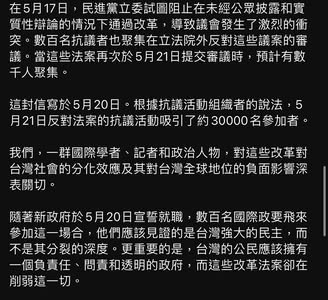 在5月17日，民進黨立委試圖阻止在未經公眾披露和實
質性辯論的情況下通過改革，導致議會發生了激烈的衝
突。數百名抗議者也聚集在立法院外反對這些議案的審
議。當這些法案再次於5月21日提交審議時，預計有數
千人聚集。
這封信寫於5月20日。根據抗議活動組織者的說法，5
月21日反對法案的抗議活動吸引了約30000名參加者。
我們，一群國際學者、記者和政治人物，對這些改革對
台灣社會的分化效應及其對台灣全球地位的負面影響深
表關切。
隨著新政府於5月20日宣誓就職，數百名國際政要飛來
參加這一場合，他們應該見證的是台灣強大的民主，而
不是其分裂的深度。更重要的是，台灣的公民應該擁有
一個負責任、問責和透明的政府，而這些改革法案卻在
削弱這一切。